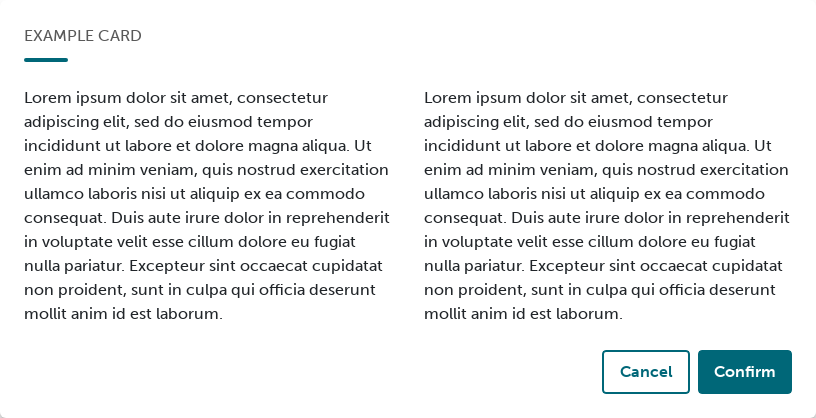 EXAMPLE CARD
Lorem ipsum dolor sit amet, consectetur
adipiscing elit, sed do eiusmod tempor
incididunt ut labore et dolore magna aliqua. Ut
enim ad minim veniam, quis nostrud exercitation
ullamco laboris nisi ut aliquip ex ea commodo
consequat. Duis aute irure dolor in reprehenderit
in voluptate velit esse cillum dolore eu fugiat
nulla pariatur. Excepteur sint occaecat cupidatat
non proident, sunt in culpa qui officia deserunt
mollit anim id est laborum.
Lorem ipsum dolor sit amet, consectetur
adipiscing elit, sed do eiusmod tempor
incididunt ut labore et dolore magna aliqua. Ut
enim ad minim veniam, quis nostrud exercitation
ullamco laboris nisi ut aliquip ex ea commodo
consequat. Duis aute irure dolor in reprehenderit
in voluptate velit esse cillum dolore eu fugiat
nulla pariatur. Excepteur sint occaecat cupidatat
non proident, sunt in culpa qui officia deserunt
mollit anim id est laborum.
Cancel
Confirm